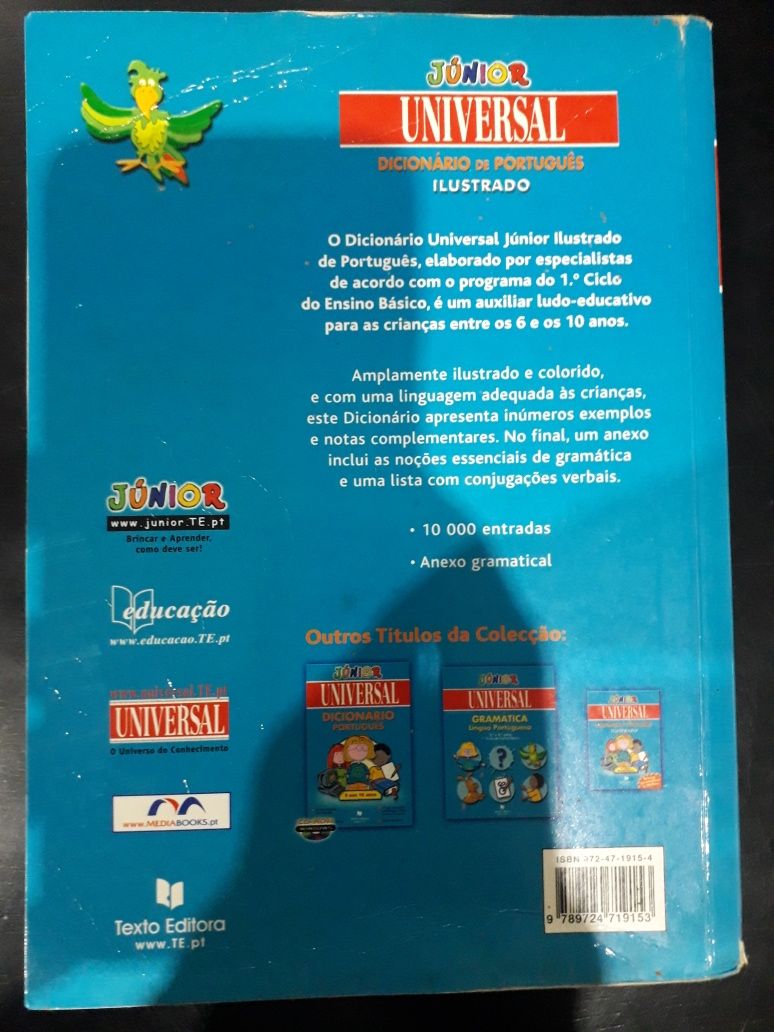 JÚNIOR
UNIVERSAL
DICIONÁRIO DE PORTUGUÊS
ILUSTRADO
O Dicionário Universal Júnior Ilustrado
de Português, elaborado por especialistas
de acordo com o programa do 1.º Ciclo
do Ensino Básico, é um auxiliar ludo-educativo
para as crianças entre os 6 e os 10 anos.
Amplamente ilustrado e colorido,
e com uma linguagem adequada às crianças,
este Dicionário apresenta inúmeros exemplos
e notas complementares. No final, um anexo
inclui as noções essenciais de gramática
e uma lista com conjugações verbais.
• 10 000 entradas
• Anexo gramatical
JÚNIOR
www.junior.TE.pt
Brincar e Aprender,
como deve ser!
educação
www.educacao.TE.pt
www.universal.TE.pt
UNIVERSAL
O Universo do Conhecimento
www.MEDIABOOKS.pt
Texto Editora
www.TE.pt
Outros Títulos da Colecção:
JÚNIOR
UNIVERSAL
DICIONÁRIO
PORTUGUÊS
JÚNIOR
UNIVERSAL
GRAMÁTICA
Língua Portuguesa
JÚNIOR
UNIVERSAL
ISBN 972-47-1915-4
9 789724 719153